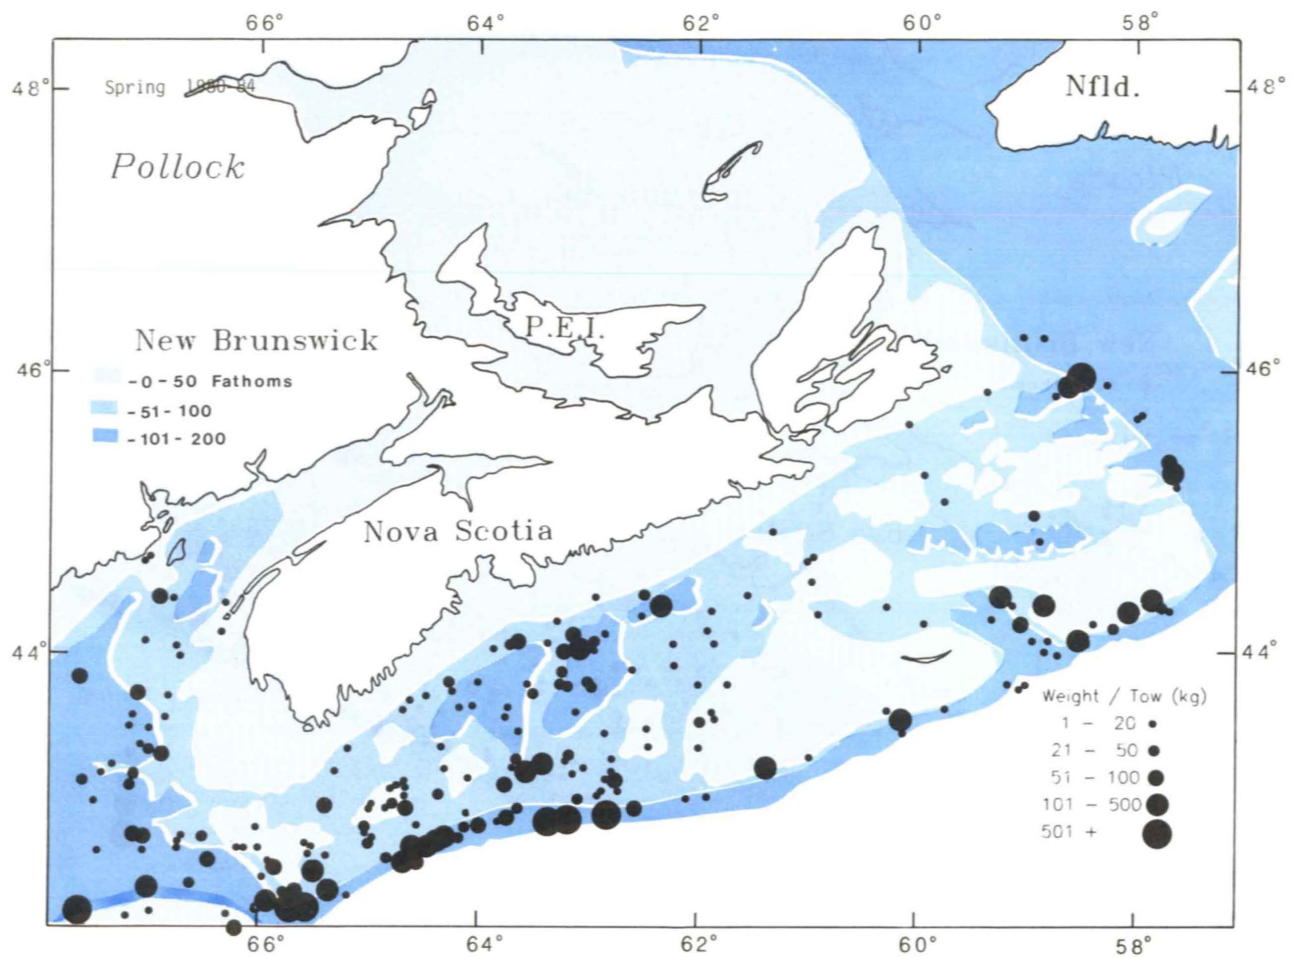 66° 64° 62° 60° 58°
48° Spring 1980-84 Nfld. 48°
Pollock
New Brunswick P.E.I.
46° -0-50 Fathoms 46°
-51-100
-101-200
Nova Scotia
44° 44°
Weight / Tow (kg)
1 - 20
21 - 50
51 - 100
101 - 500
501 +
66° 64° 62° 60° 58°